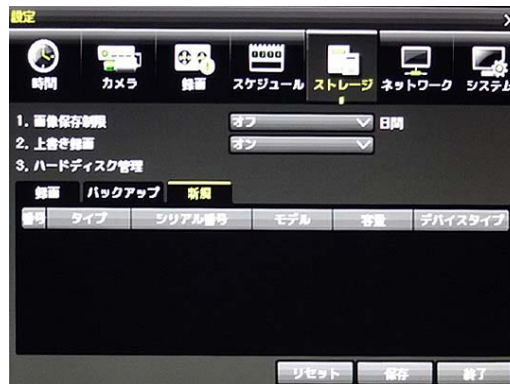 設定
時間 カメラ 録画 スケジュール ストレージ ネットワーク システム
1. 画像保存制限 オフ 日間
2. 上書き録画 オン
3. ハードディスク管理
録画 バックアップ 新規
番号 タイプ シリアル番号 モデル 容量 デバイスタイプ
リセット 保存 終了